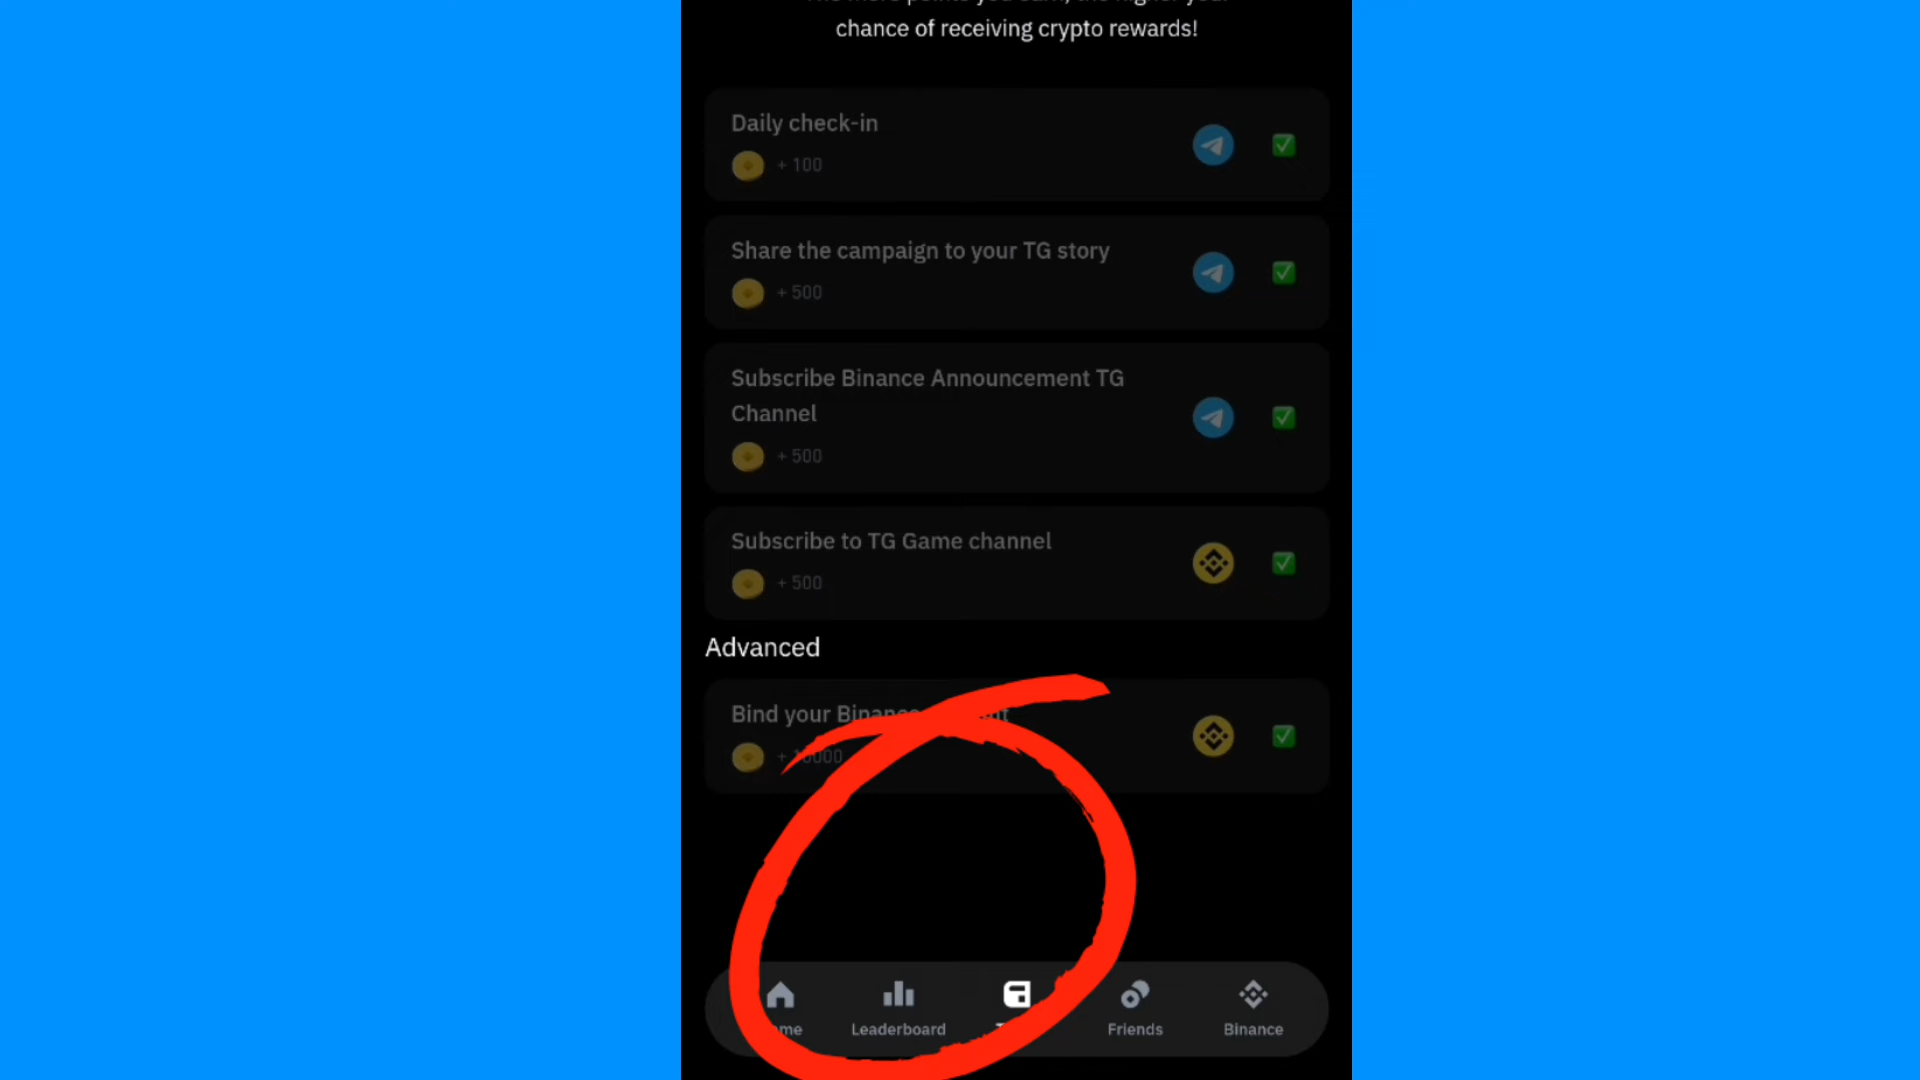 chance of receiving crypto rewards!
Daily check-in
+ 100
Share the campaign to your TG story
+ 500
Subscribe Binance Announcement TG
Channel
+ 500
Subscribe to TG Game channel
+ 500
Advanced
Bind your
Leaderboard
Friends
Binance